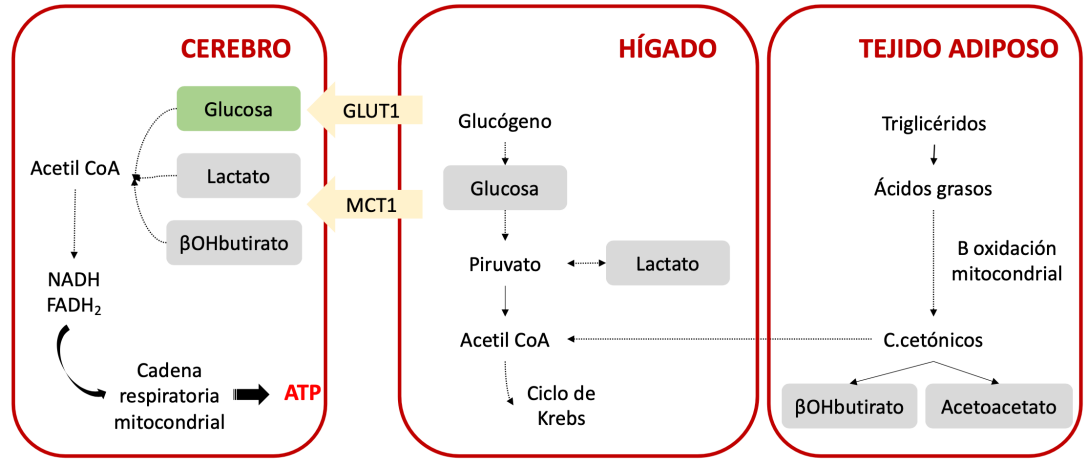 CEREBRO
Glucosa
Acetil CoA
Lactato
βOHbutirato
NADH
FADH₂
Cadena
respiratoria
mitocondrial
ATP
GLUT1
MCT1
HÍGADO
Glucógeno
Glucosa
Piruvato
Lactato
Acetil CoA
Ciclo de
Krebs
TEJIDO ADIPOSO
Triglicéridos
Ácidos grasos
B oxidación
mitocondrial
C.cetónicos
βOHbutirato
Acetoacetato